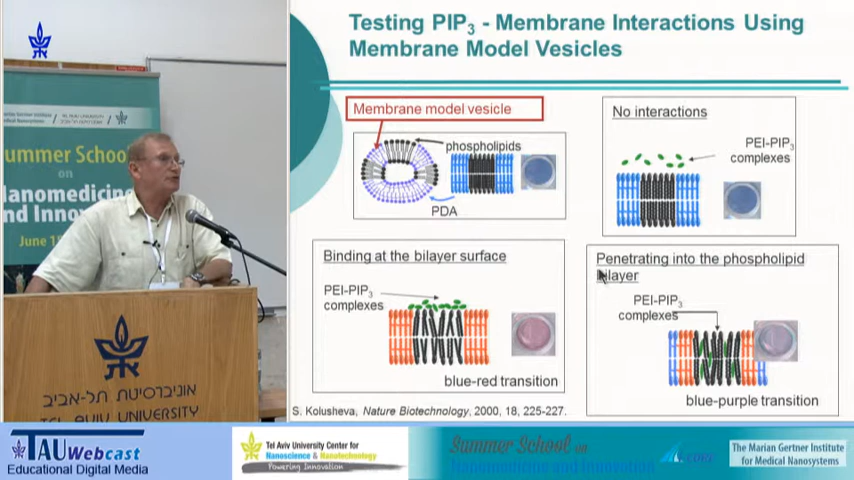 Testing PIP3 - Membrane Interactions Using
Membrane Model Vesicles
Membrane model vesicle
phospholipids
PDA
No interactions
PEI-PIP3
complexes
Binding at the bilayer surface
PEI-PIP3
complexes
blue-red transition
Penetrating into the phospholipid
bilayer
PEI-PIP3
complexes
blue-purple transition
S. Kolusheva, Nature Biotechnology, 2000, 18, 225-227.
Summer School
on
Nanomedicine
and Innov
June 1
אוניברסיטת תל-אביב
TEL AVIV UNIVERSITY
TAU Webcast
Educational Digital Media
Tel Aviv University Center for
Nanoscience & Nanotechnology
Powering Innovation
Summer School on
Nanomedicine and Innovation
The Marian Gertner Institute
for Medical Nanosystems